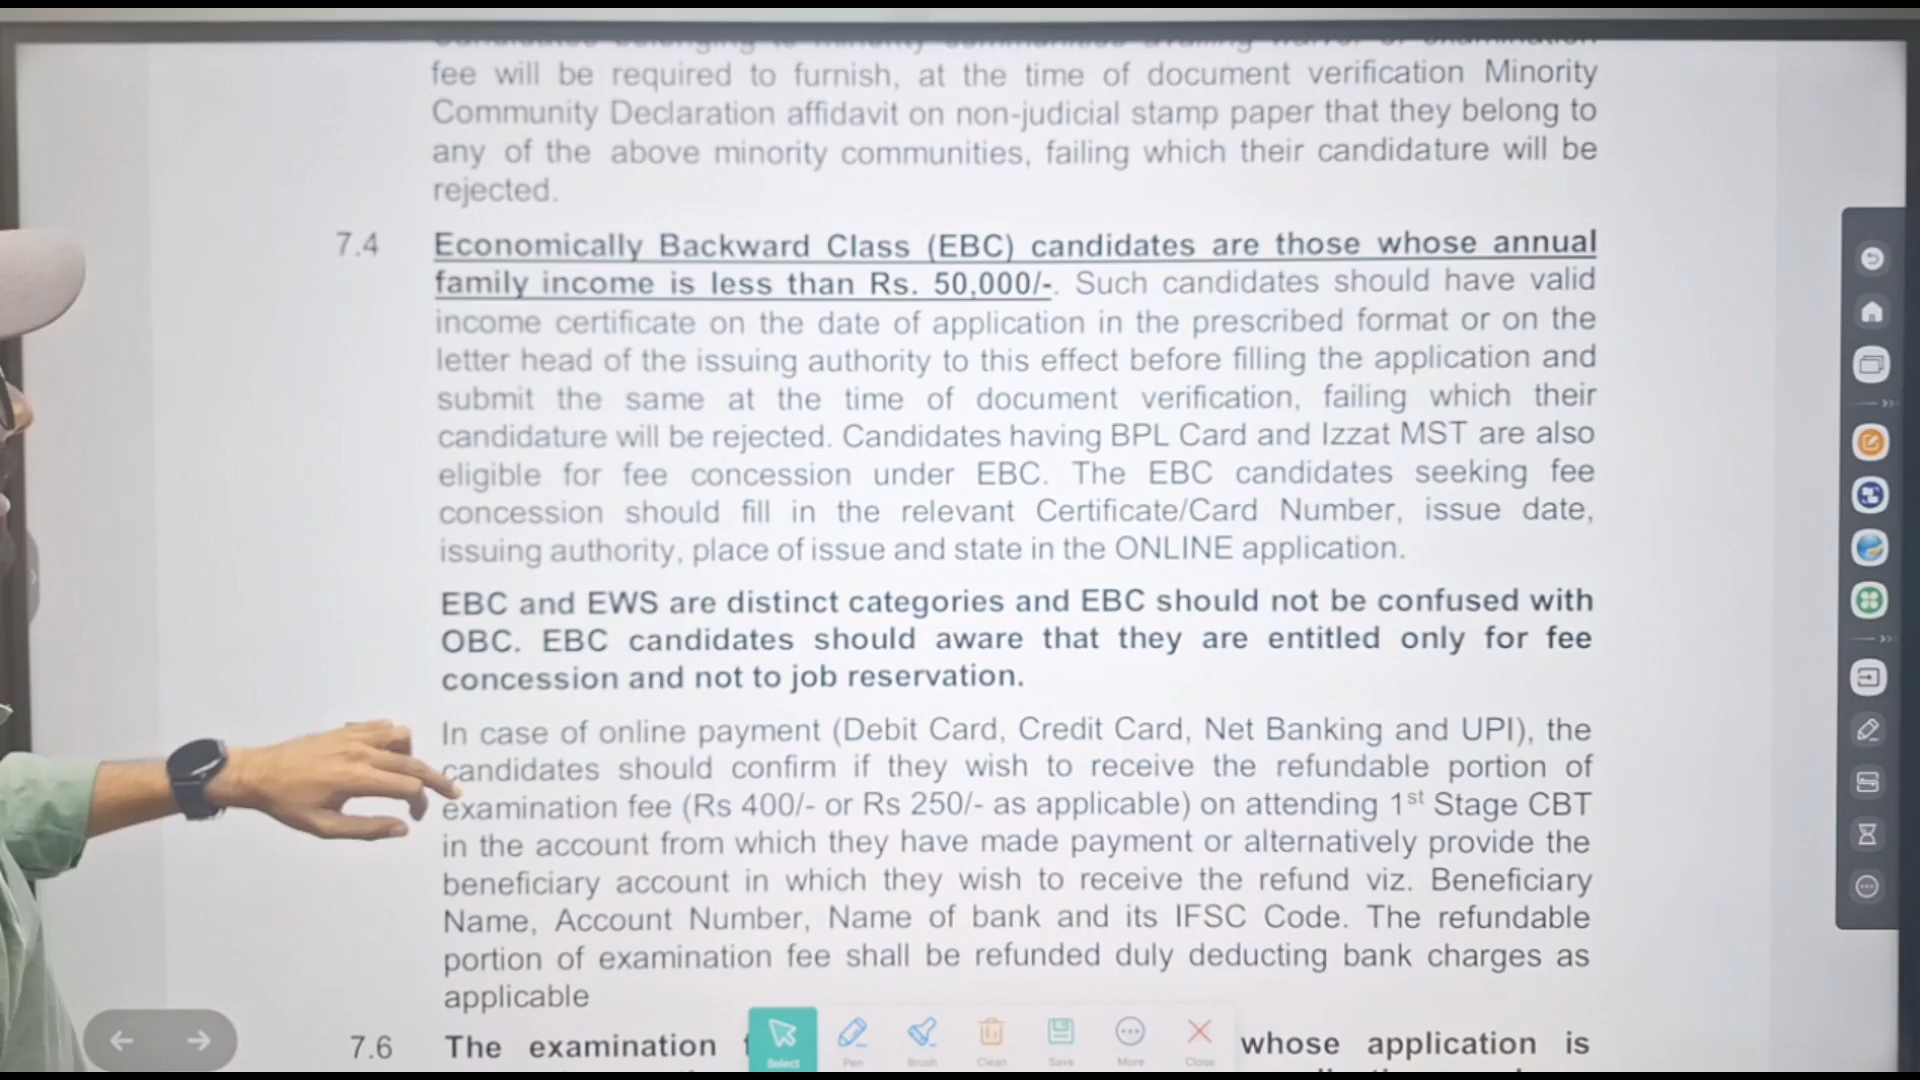 fee will be required to furnish, at the time of document verification Minority
Community Declaration affidavit on non-judicial stamp paper that they belong to
any of the above minority communities, failing which their candidature will be
rejected.
7.4 Economically Backward Class (EBC) candidates are those whose annual
family income is less than Rs. 50,000/-. Such candidates should have valid
income certificate on the date of application in the prescribed format or on the
letter head of the issuing authority to this effect before filling the application and
submit the same at the time of document verification, failing which their
candidature will be rejected. Candidates having BPL Card and Izzat MST are also
eligible for fee concession under EBC. The EBC candidates seeking fee
concession should fill in the relevant Certificate/Card Number, issue date,
issuing authority, place of issue and state in the ONLINE application.
EBC and EWS are distinct categories and EBC should not be confused with
OBC. EBC candidates should aware that they are entitled only for fee
concession and not to job reservation.
In case of online payment (Debit Card, Credit Card, Net Banking and UPI), the
candidates should confirm if they wish to receive the refundable portion of
examination fee (Rs 400/- or Rs 250/- as applicable) on attending 1st Stage CBT
in the account from which they have made payment or alternatively provide the
beneficiary account in which they wish to receive the refund viz. Beneficiary
Name, Account Number, Name of bank and its IFSC Code. The refundable
portion of examination fee shall be refunded duly deducting bank charges as
applicable
7.6 The examination whose application is
Select Pen Brush Clean Save More Close